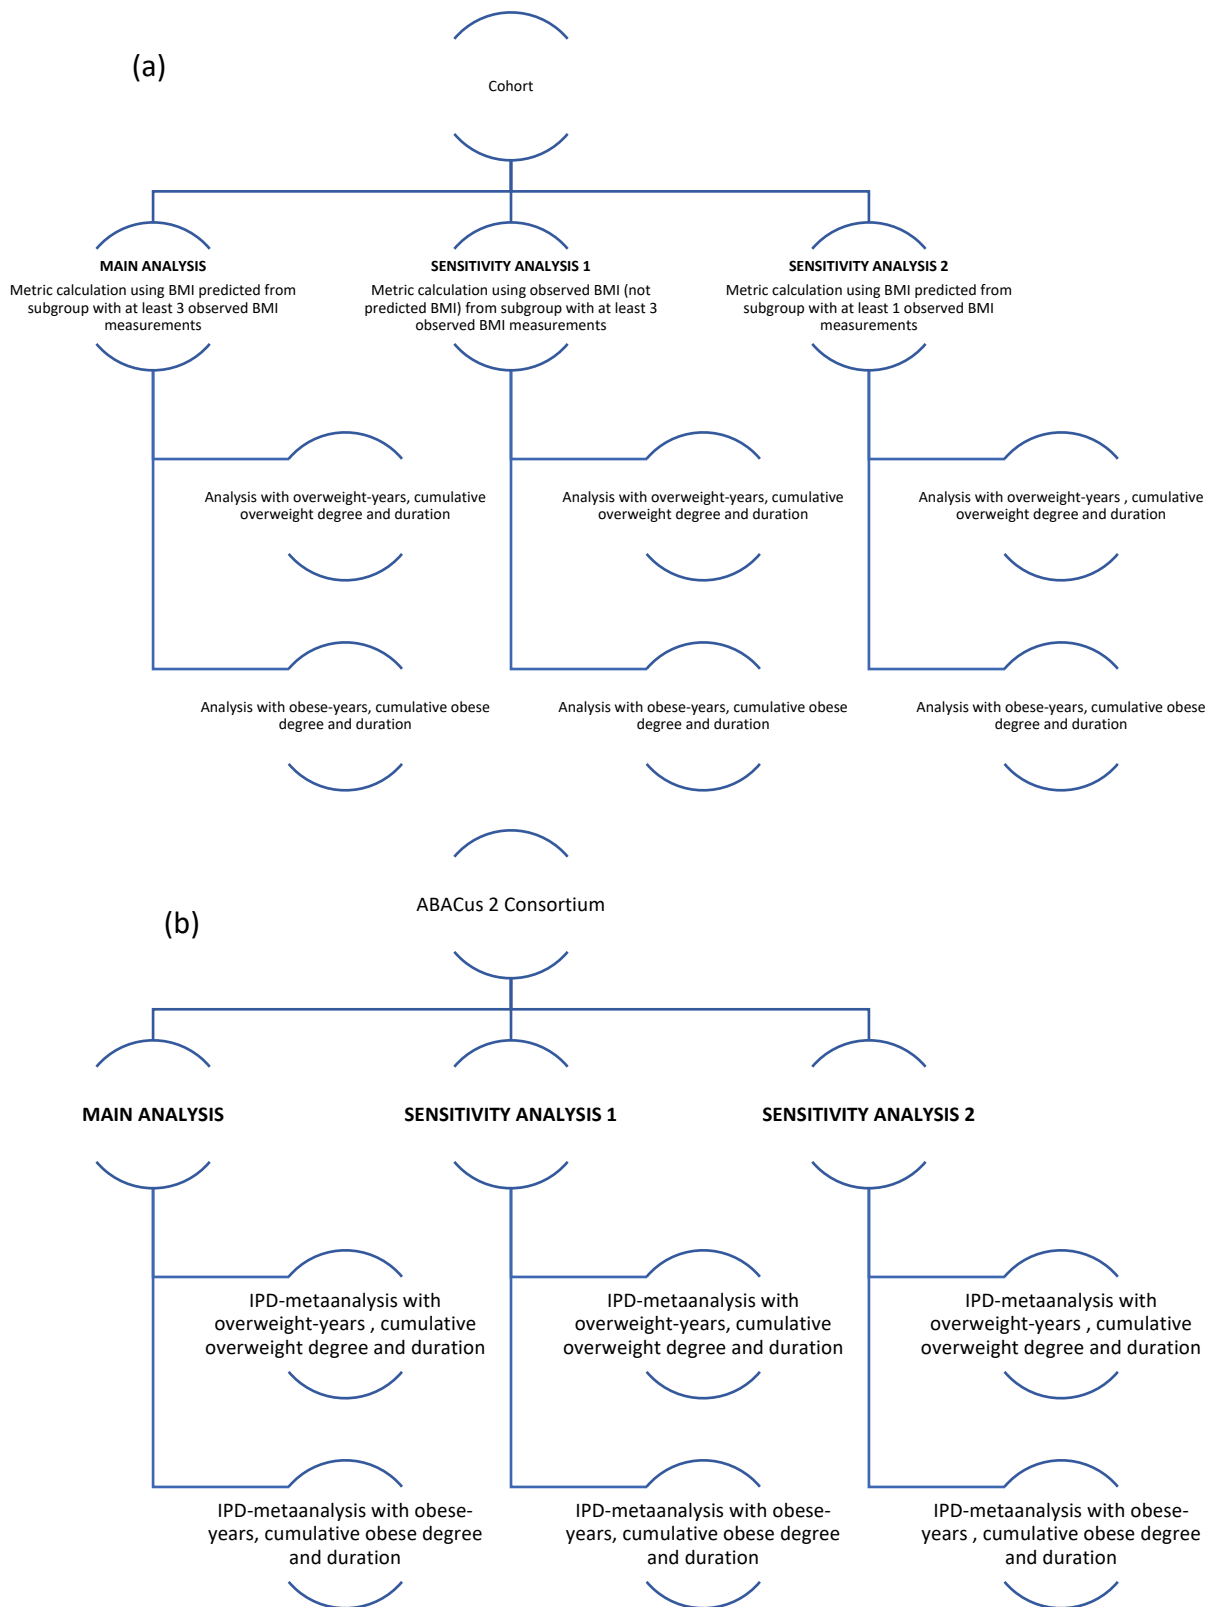 (a)
Cohort
MAIN ANALYSIS
Metric calculation using BMI predicted from
subgroup with at least 3 observed BMI
measurements
SENSITIVITY ANALYSIS 1
Metric calculation using observed BMI (not
predicted BMI) from subgroup with at least 3
observed BMI measurements
SENSITIVITY ANALYSIS 2
Metric calculation using BMI predicted from
subgroup with at least 1 observed BMI
measurements
Analysis with overweight-years, cumulative
overweight degree and duration
Analysis with overweight-years, cumulative
overweight degree and duration
Analysis with overweight-years , cumulative
overweight degree and duration
Analysis with obese-years, cumulative obese
degree and duration
Analysis with obese-years, cumulative obese
degree and duration
Analysis with obese-years, cumulative obese
degree and duration
(b)
ABACus 2 Consortium
MAIN ANALYSIS
SENSITIVITY ANALYSIS 1
SENSITIVITY ANALYSIS 2
IPD-metaanalysis with
overweight-years , cumulative
overweight degree and duration
IPD-metaanalysis with
overweight-years, cumulative
overweight degree and duration
IPD-metaanalysis with
overweight-years , cumulative
overweight degree and duration
IPD-metaanalysis with obese-
years, cumulative obese degree
and duration
IPD-metaanalysis with obese-
years, cumulative obese degree
and duration
IPD-metaanalysis with obese-
years , cumulative obese degree
and duration